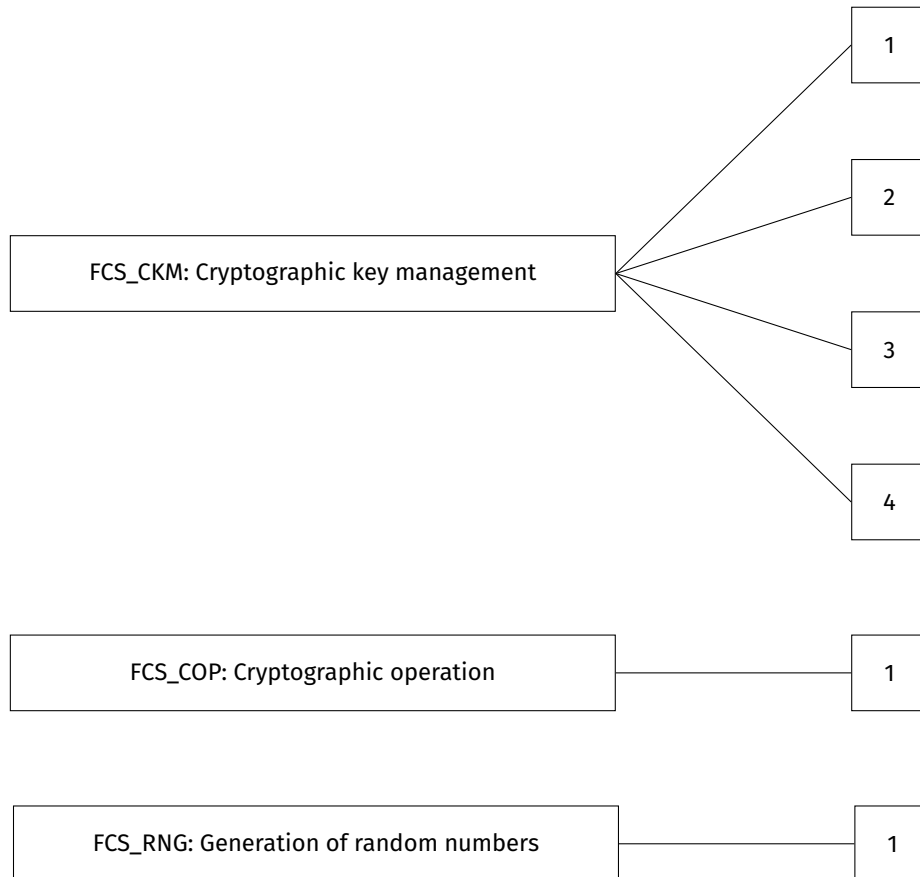 1
2
FCS_CKM: Cryptographic key management
3
4
FCS_COP: Cryptographic operation
1
FCS_RNG: Generation of random numbers
1